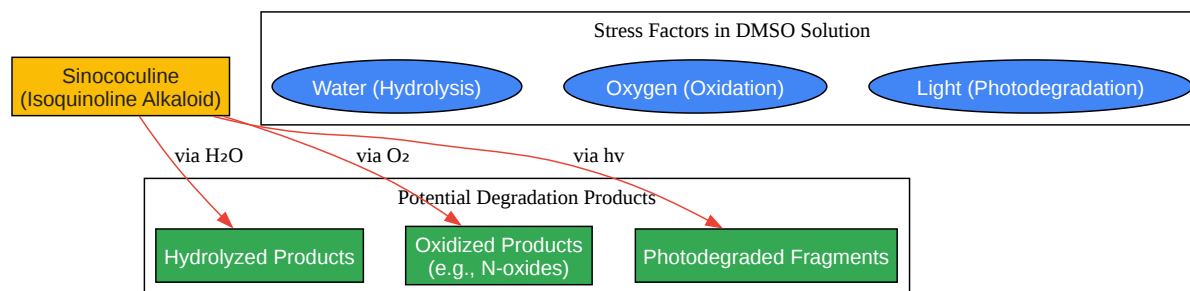 Stress Factors in DMSO Solution
Sinococuline
(Isoquinoline Alkaloid)
Water (Hydrolysis)
Oxygen (Oxidation)
Light (Photodegradation)
via H₂O
via O₂
via hv
Potential Degradation Products
Hydrolyzed Products
Oxidized Products
(e.g., N-oxides)
Photodegraded Fragments